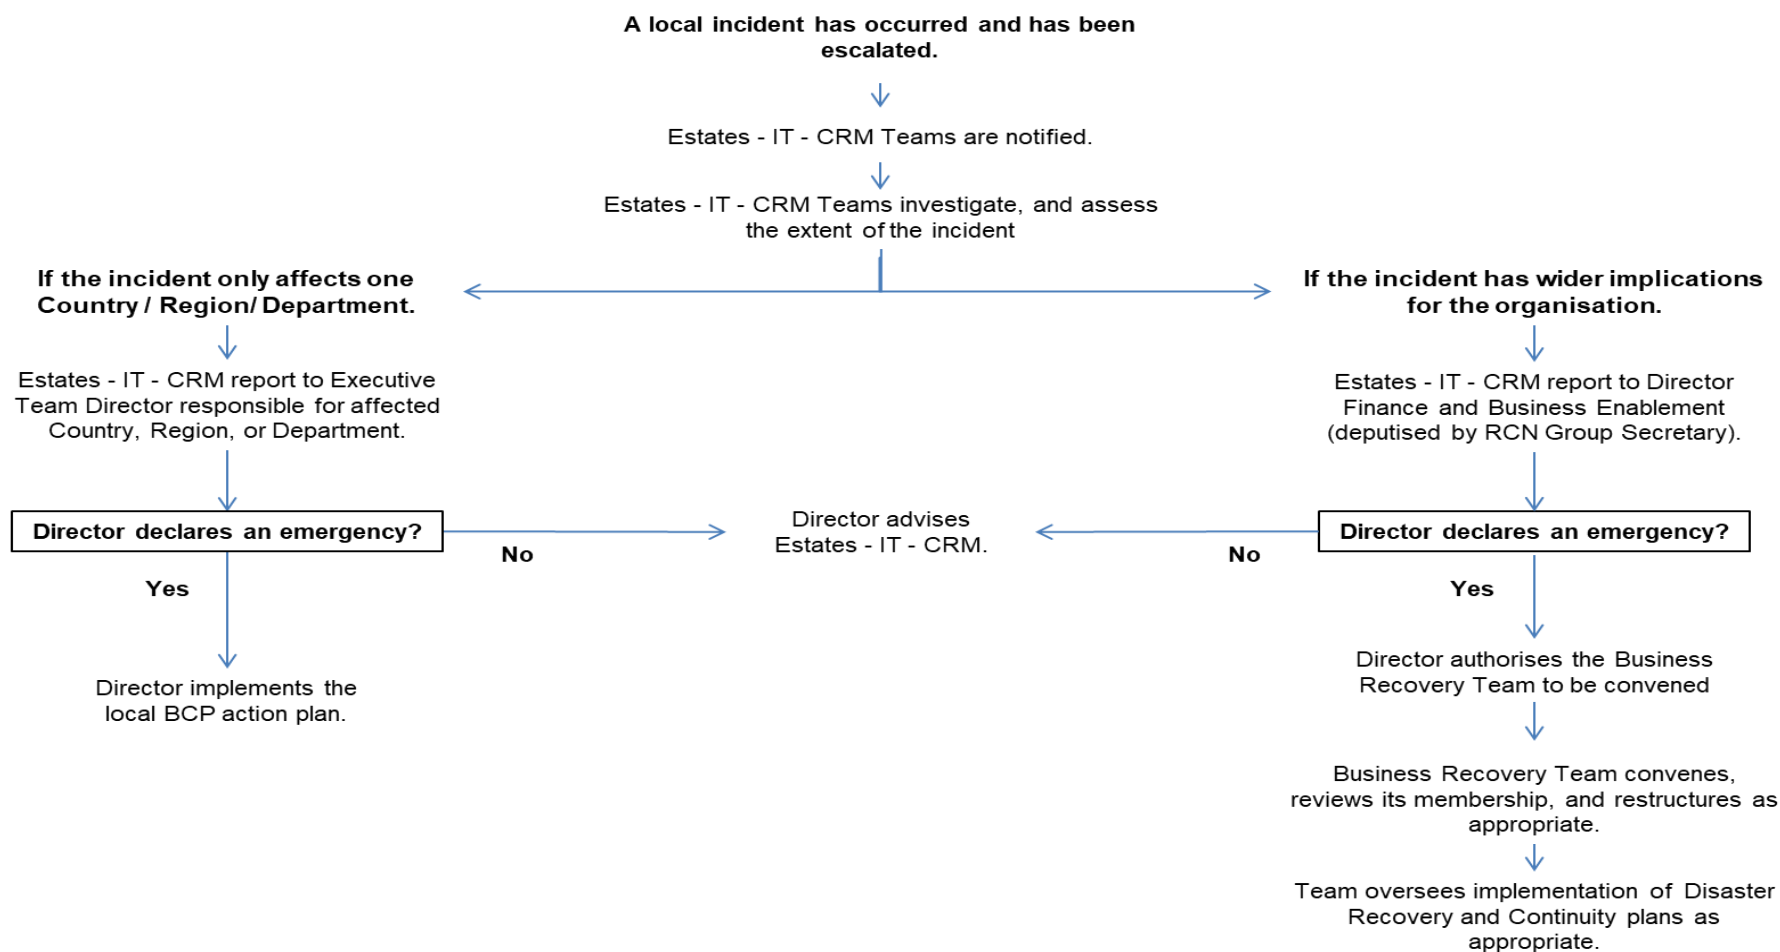 A local incident has occurred and has been
escalated.
Estates - IT - CRM Teams are notified.
Estates - IT - CRM Teams investigate, and assess
the extent of the incident
If the incident only affects one
Country / Region/ Department.
Estates - IT - CRM report to Executive
Team Director responsible for affected
Country, Region, or Department.
Director declares an emergency?
No
Yes
Director implements the
local BCP action plan.
Director advises
Estates - IT - CRM.
If the incident has wider implications
for the organisation.
Estates - IT - CRM report to Director
Finance and Business Enablement
(deputised by RCN Group Secretary).
Director declares an emergency?
No
Yes
Director authorises the Business
Recovery Team to be convened
Business Recovery Team convenes,
reviews its membership, and restructures as
appropriate.
Team oversees implementation of Disaster
Recovery and Continuity plans as
appropriate.